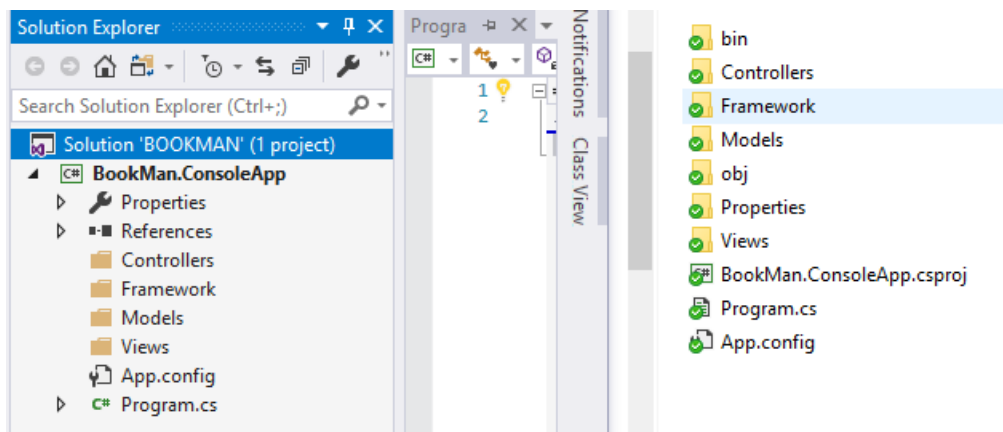 Solution Explorer
Search Solution Explorer (Ctrl+;)
Solution 'BOOKMAN' (1 project)
C# BookMan.ConsoleApp
Properties
References
Controllers
Framework
Models
Views
App.config
C# Program.cs
Progra
C#
1
2
Notifications
Class View
bin
Controllers
Framework
Models
obj
Properties
Views
BookMan.ConsoleApp.csproj
Program.cs
App.config